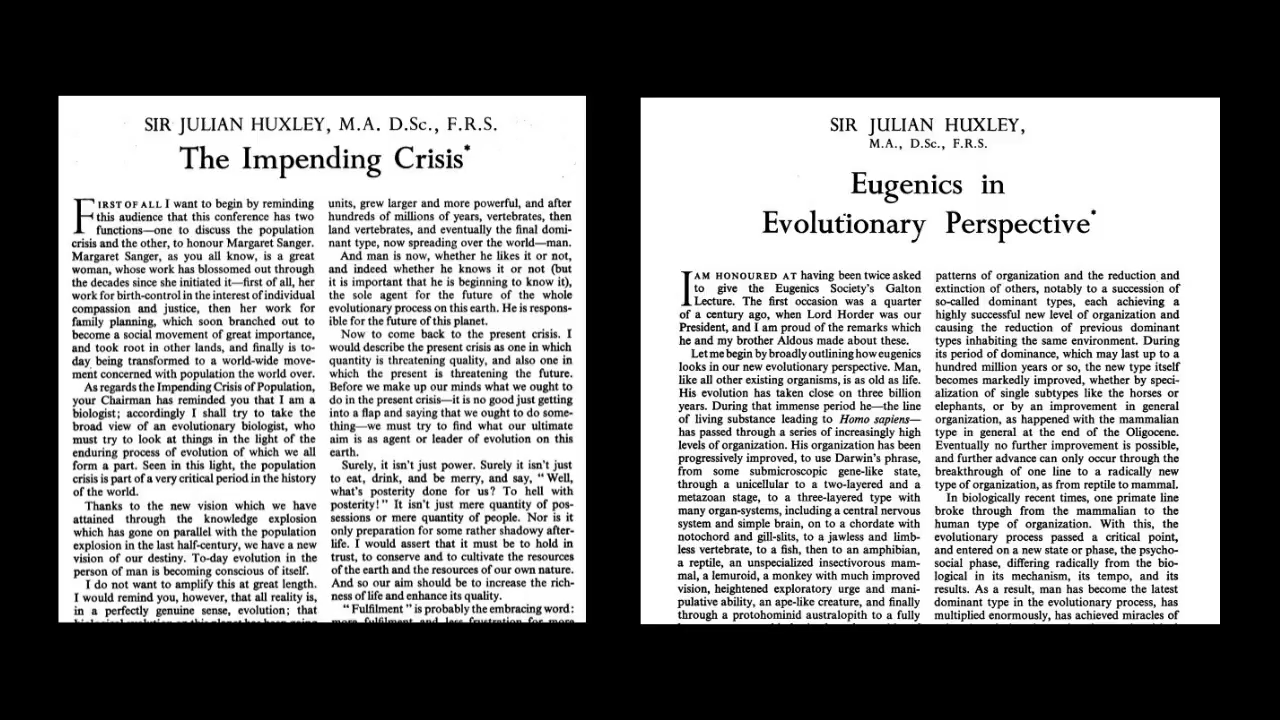 SIR JULIAN HUXLEY, M.A. D.Sc., F.R.S.
The Impending Crisis*
FIRST OF ALL I want to begin by reminding
this audience that this conference has two
functions—one to discuss the population
crisis and the other, to honour Margaret Sanger.
Margaret Sanger, as you all know, is a great
woman, whose work has blossomed out through
the decades since she initiated it—first of all, her
work for birth-control in the interest of individual
compassion and justice, then her work for
family planning, which soon branched out to
become a social movement of great importance,
and took root in other lands, and finally is to-
day being transformed to a world-wide move-
ment concerned with population the world over.
As regards the Impending Crisis of Population,
your Chairman has reminded you that I am a
biologist; accordingly I shall try to take the
broad view of an evolutionary biologist, who
must try to look at things in the light of the
enduring process of evolution of which we all
form a part. Seen in this light, the population
crisis is part of a very critical period in the history
of the world.
Thanks to the new vision which we have
attained through the knowledge explosion
which has gone on parallel with the population
explosion in the last half-century, we have a new
vision of our destiny. To-day evolution in the
person of man is becoming conscious of itself.
I do not want to amplify this at great length.
I would remind you, however, that all reality is,
in a perfectly genuine sense, evolution; that
units, grew larger and more powerful, and after
hundreds of millions of years, vertebrates, then
land vertebrates, and eventually the final domi-
nant type, now spreading over the world—man.
And man is now, whether he likes it or not,
and indeed whether he knows it or not (but
it is important that he is beginning to know it),
the sole agent for the future of the whole
evolutionary process on this earth. He is respons-
ible for the future of this planet.
Now to come back to the present crisis. I
would describe the present crisis as one in which
quantity is threatening quality, and also one in
which the present is threatening the future.
Before we make up our minds what we ought to
do in the present crisis—it is no good just getting
into a flap and saying that we ought to do some-
thing—we must try to find what our ultimate
aim is as agent or leader of evolution on this
earth.
Surely, it isn't just power. Surely it isn't just
to eat, drink, and be merry, and say, "Well,
what's posterity done for us? To hell with
posterity!" It isn't just mere quantity of pos-
sessions or mere quantity of people. Nor is it
only preparation for some rather shadowy after-
life. I would assert that it must be to hold in
trust, to conserve and to cultivate the resources
of the earth and the resources of our own nature.
And so our aim should be to increase the rich-
ness of life and enhance its quality.
"Fulfilment" is probably the embracing word:
more fulfilment and less frustration for more
SIR JULIAN HUXLEY,
M.A., D.Sc., F.R.S.
Eugenics in
Evolutionary Perspective*
I AM HONOURED AT having been twice asked
to give the Eugenics Society's Galton
Lecture. The first occasion was a quarter
of a century ago, when Lord Horder was our
President, and I am proud of the remarks which
he and my brother Aldous made about these.
Let me begin by broadly outlining how eugenics
looks in our new evolutionary perspective. Man,
like all other existing organisms, is as old as life.
His evolution has taken close on three billion
years. During that immense period he—the line
of living substance leading to Homo sapiens—
has passed through a series of increasingly high
levels of organization. His organization has been
progressively improved, to use Darwin's phrase,
from some submicroscopic gene-like state,
through a unicellular to a two-layered and a
metazoan stage, to a three-layered type with
many organ-systems, including a central nervous
system and simple brain, on to a chordate with
notochord and gill-slits, to a jawless and limb-
less vertebrate, to a fish, then to an amphibian,
a reptile, an unspecialized insectivorous mam-
mal, a lemuroid, a monkey with much improved
vision, heightened exploratory urge and mani-
pulative ability, an ape-like creature, and finally
through a protohominid australopith to a fully
patterns of organization and the reduction and
extinction of others, notably to a succession of
so-called dominant types, each achieving a
highly successful new level of organization and
causing the reduction of previous dominant
types inhabiting the same environment. During
its period of dominance, which may last up to a
hundred million years or so, the new type itself
becomes markedly improved, whether by speci-
alization of single subtypes like the horses or
elephants, or by an improvement in general
organization, as happened with the mammalian
type in general at the end of the Oligocene.
Eventually no further improvement is possible,
and further advance can only occur through the
breakthrough of one line to a radically new
type of organization, as from reptile to mammal.
In biologically recent times, one primate line
broke through from the mammalian to the
human type of organization. With this, the
evolutionary process passed a critical point,
and entered on a new state or phase, the psycho-
social phase, differing radically from the bio-
logical in its mechanism, its tempo, and its
results. As a result, man has become the latest
dominant type in the evolutionary process, has
multiplied enormously, has achieved miracles of